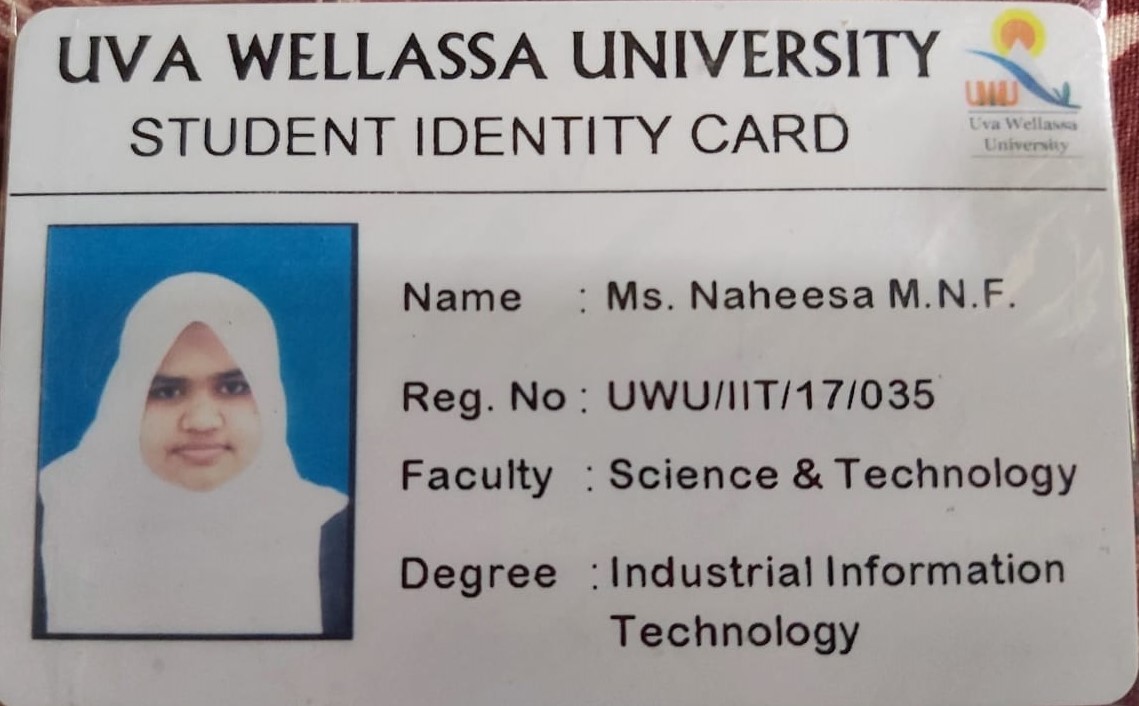 UVA WELLASSA UNIVERSITY
STUDENT IDENTITY CARD
UWU
Uva Wellassa
University
Name : Ms. Naheesa M.N.F.
Reg. No : UWU/IIT/17/035
Faculty : Science & Technology
Degree : Industrial Information
Technology